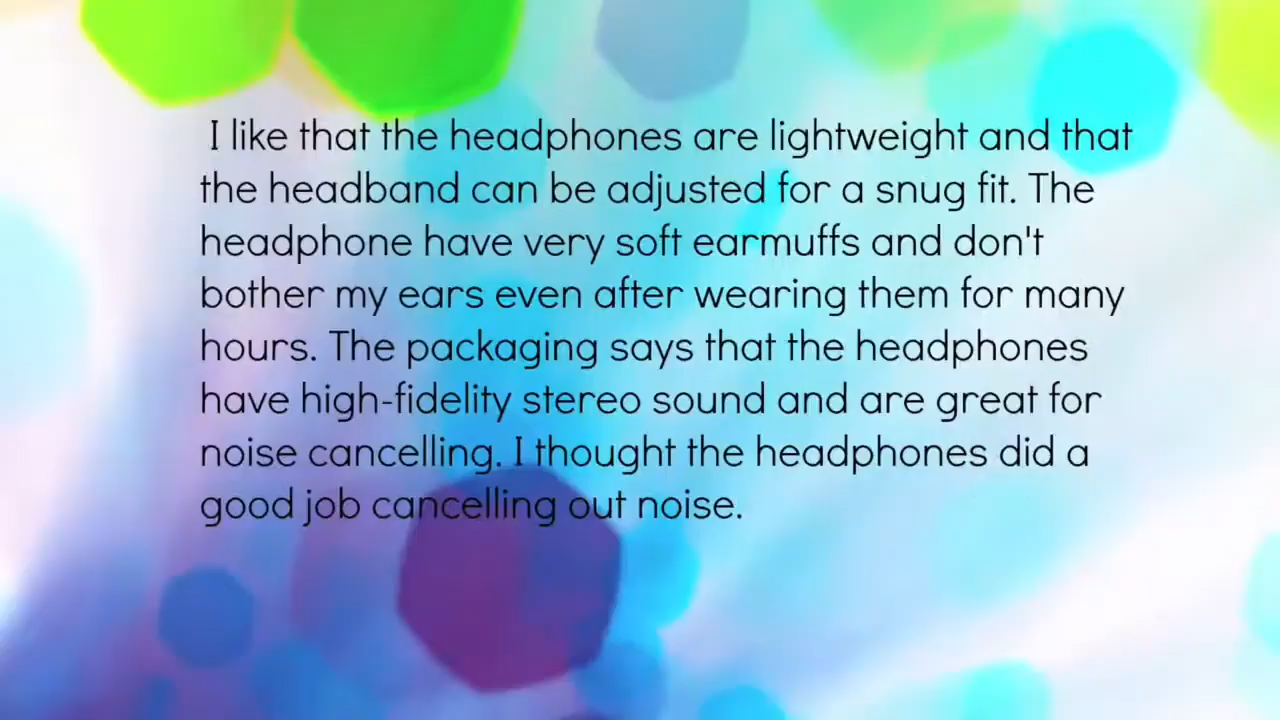 I like that the headphones are lightweight and that
the headband can be adjusted for a snug fit. The
headphone have very soft earmuffs and don't
bother my ears even after wearing them for many
hours. The packaging says that the headphones
have high-fidelity stereo sound and are great for
noise cancelling. I thought the headphones did a
good job cancelling out noise.